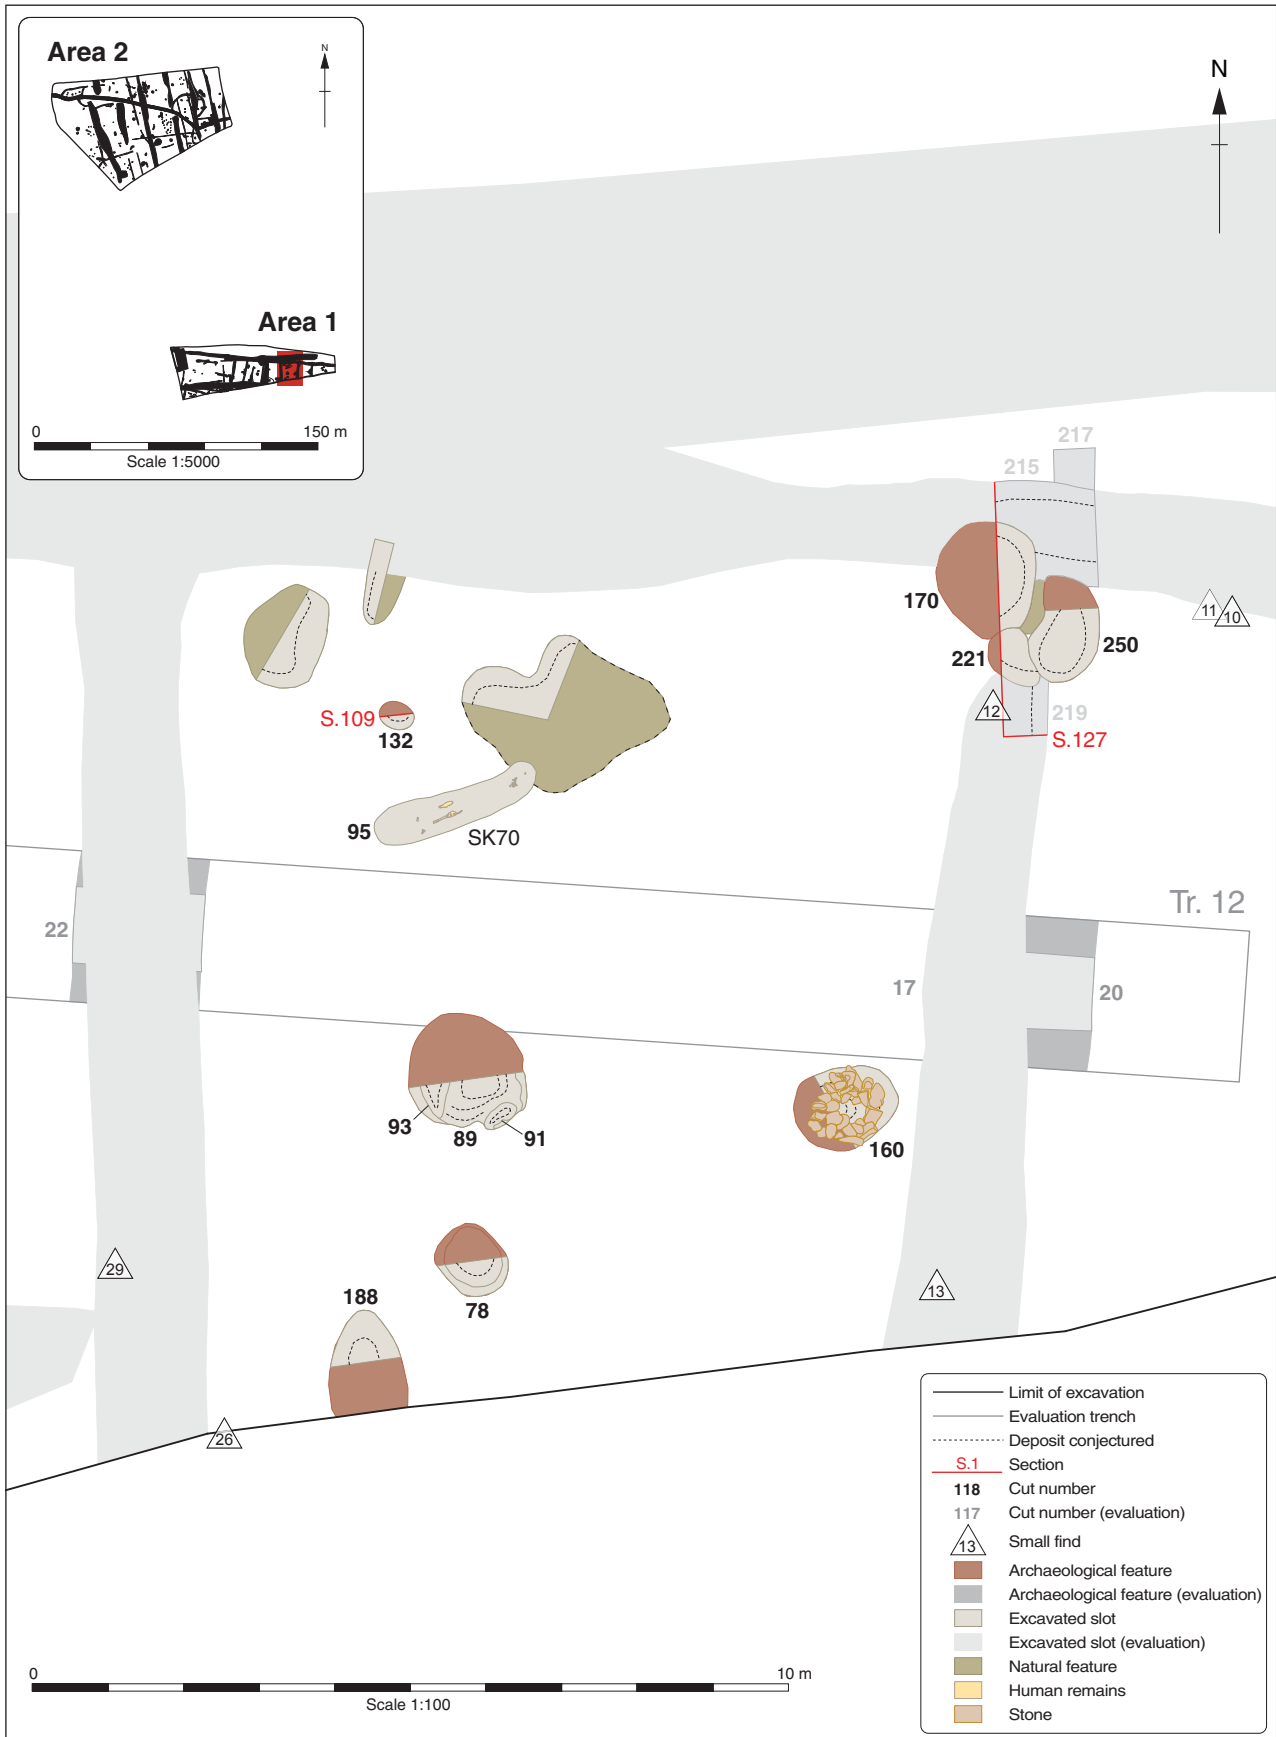 Area 2
N
Area 1
0 150 m
Scale 1:5000
N
217
215
170
11
10
250
221
12
219
S.127
S.109
132
95
SK70
Tr. 12
22
17
20
93
89
91
160
29
13
188
78
26
Limit of excavation
Evaluation trench
Deposit conjectured
S.1 Section
118 Cut number
117 Cut number (evaluation)
13 Small find
Archaeological feature
Archaeological feature (evaluation)
Excavated slot
Excavated slot (evaluation)
Natural feature
Human remains
Stone
0 10 m
Scale 1:100